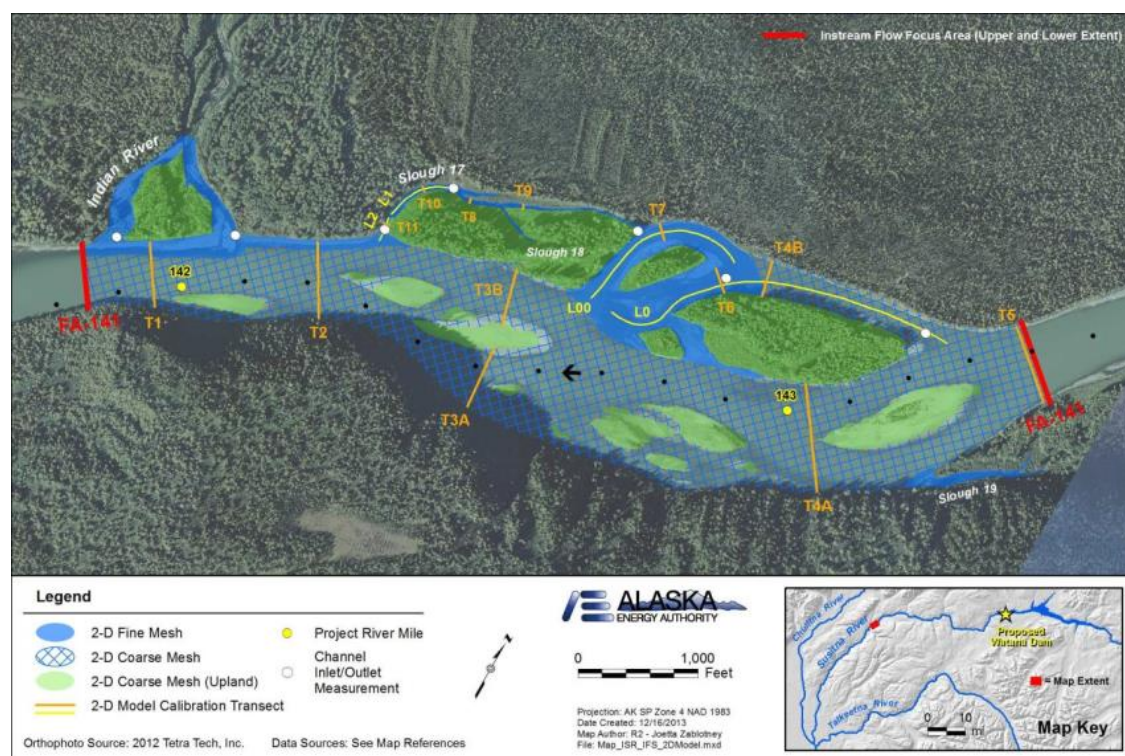 Instream Flow Focus Area (Upper and Lower Extent)
Indian River
Slough 17
L2 L1
T10
T8
T9
T11
Slough 18
T7
T4B
T6
L00
L0
T5
142
FA-141
T1
T2
T3B
T3A
143
T4A
FA-141
Slough 19
Legend
2-D Fine Mesh
2-D Coarse Mesh
2-D Coarse Mesh (Upland)
2-D Model Calibration Transect
Project River Mile
Channel
Inlet/Outlet
Measurement
N
ALASKA
ENERGY AUTHORITY
0 1,000
Feet
Projection: AK SP Zone 4 NAD 1983
Date Created: 12/16/2013
Map Author: R2 - Joetta Zablotney
File: Map_ISR_IFS_2DModel.mxd
Chulitna River
Susitna River
Talkeetna River
Proposed
Watana Dam
= Map Extent
0 10
mi
Map Key
Orthophoto Source: 2012 Tetra Tech, Inc. Data Sources: See Map References